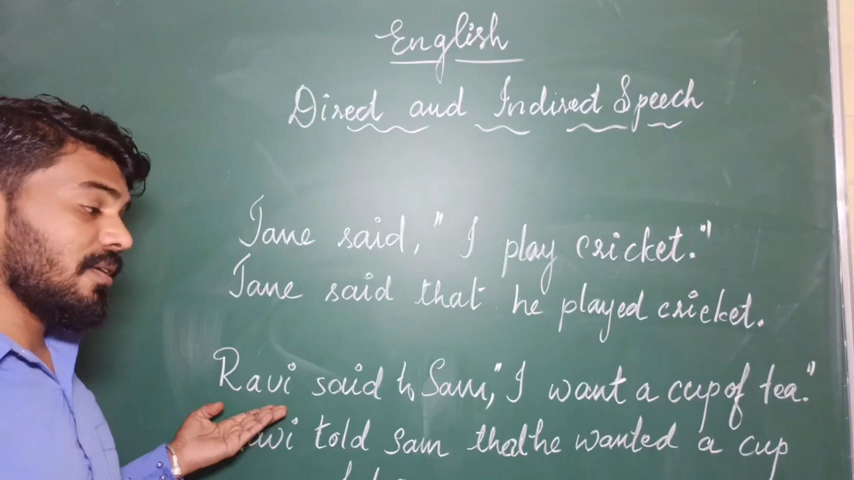 English
Direct and Indirect Speech
Jane said, "I play cricket."
Jane said that he played cricket.
Ravi said to Sam, "I want a cup of tea."
told Sam that he wanted a cup